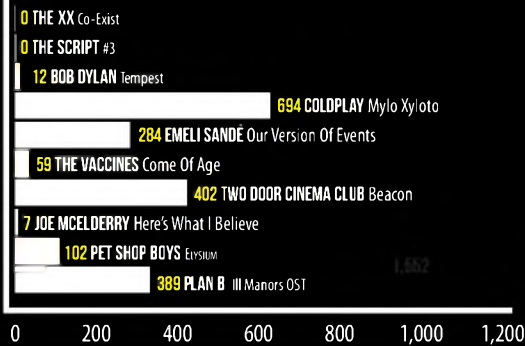 0 THE XX Co-Exist
0 THE SCRIPT #3
12 BOB DYLAN Tempest
694 COLDPLAY Mylo Xyloto
284 EMELI SANDÉ Our Version Of Events
59 THE VACCINES Come Of Age
402 TWO DOOR CINEMA CLUB Beacon
7 JOE MCELDERRY Here's What I Believe
102 PET SHOP BOYS ELYSIUM
1,552
389 PLAN B Ill Manors OST
0 200 400 600 800 1,000 1,200